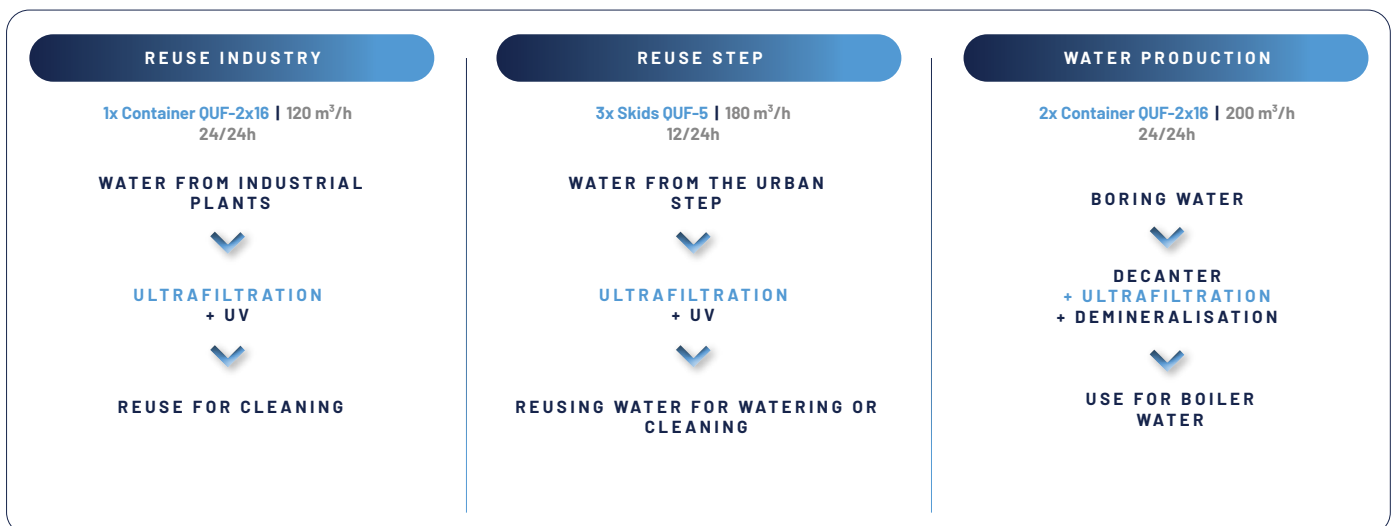 REUSE INDUSTRY
1x Container QUF-2x16 | 120 m³/h
24/24h
WATER FROM INDUSTRIAL
PLANTS
ULTRAFILTRATION
+ UV
REUSE FOR CLEANING
REUSE STEP
3x Skids QUF-5 | 180 m³/h
12/24h
WATER FROM THE URBAN
STEP
ULTRAFILTRATION
+ UV
REUSING WATER FOR WATERING OR
CLEANING
WATER PRODUCTION
2x Container QUF-2x16 | 200 m³/h
24/24h
BORING WATER
DECANTER
+ ULTRAFILTRATION
+ DEMINERALISATION
USE FOR BOILER
WATER